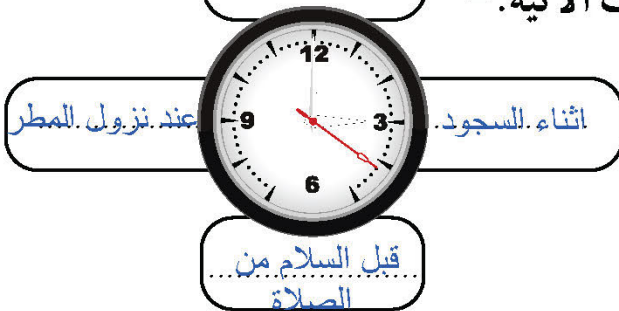 الآتية:
12
اثناء السجود
3
9
عند نزول المطر
6
قبل السلام من
الصلاة